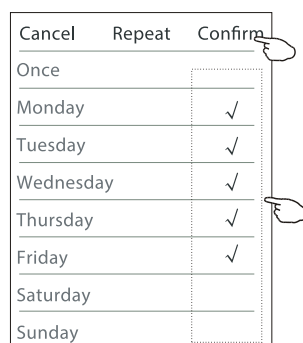 Cancel Repeat Confirm
Once
Monday √
Tuesday √
Wednesday √
Thursday √
Friday √
Saturday
Sunday